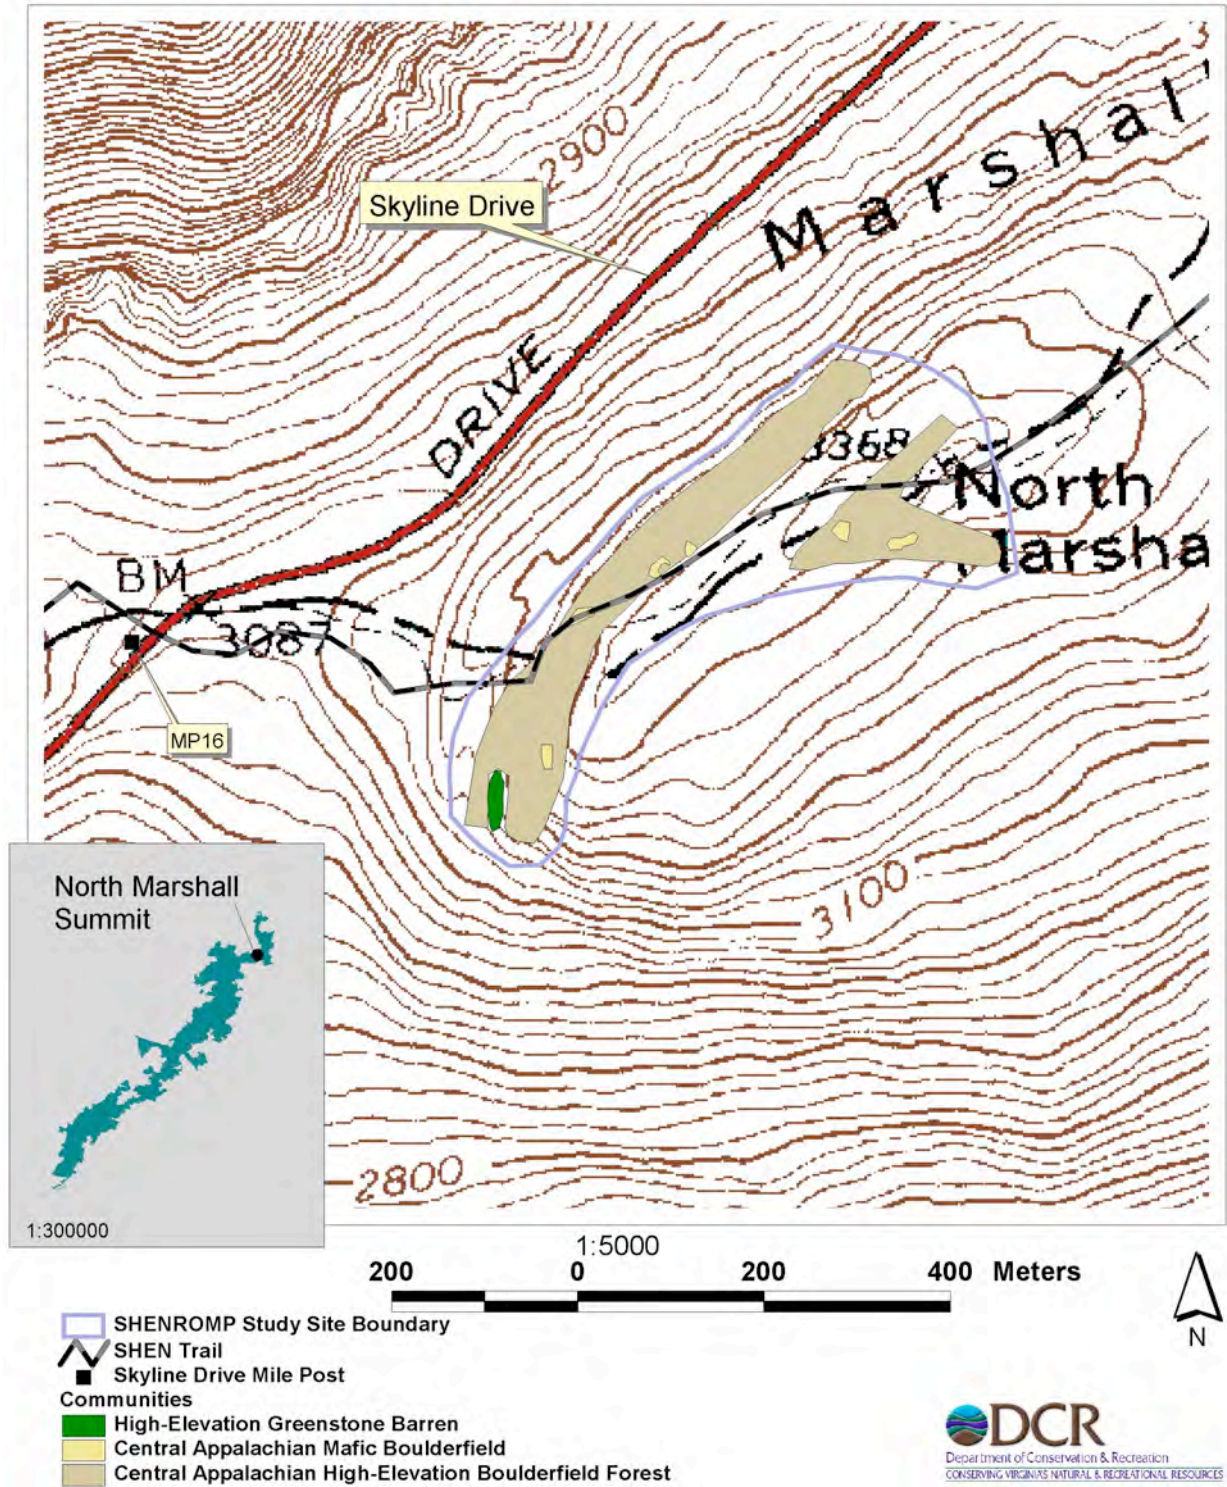 2900
Marshal
Skyline Drive
DRIVE
3368
North
Marsha
BM
3087
MP16
3100
2800
North Marshall
Summit
1:300000
1:5000
200 0 200 400 Meters
N
SHENROMP Study Site Boundary
SHEN Trail
Skyline Drive Mile Post
Communities
High-Elevation Greenstone Barren
Central Appalachian Mafic Boulderfield
Central Appalachian High-Elevation Boulderfield Forest
DCR
Department of Conservation & Recreation
CONSERVING VIRGINIA'S NATURAL & RECREATIONAL RESOURCES